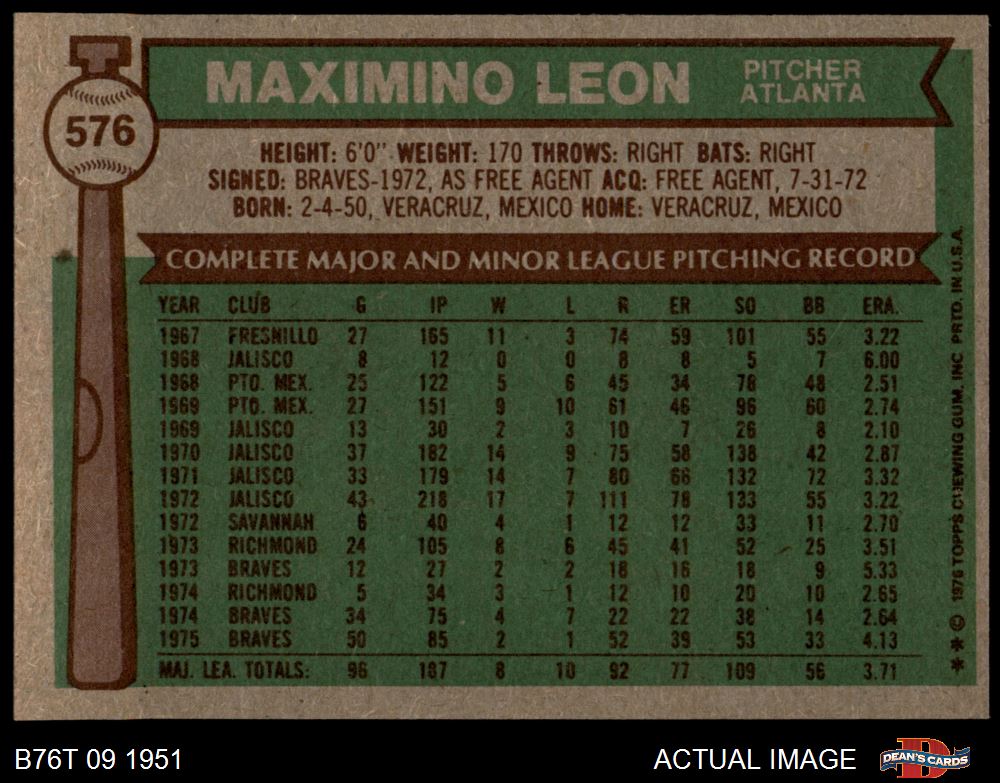 576
MAXIMINO LEON
PITCHER
ATLANTA
HEIGHT: 6'0" WEIGHT: 170 THROWS: RIGHT BATS: RIGHT
SIGNED: BRAVES-1972, AS FREE AGENT ACQ: FREE AGENT, 7-31-72
BORN: 2-4-50, VERACRUZ, MEXICO HOME: VERACRUZ, MEXICO
COMPLETE MAJOR AND MINOR LEAGUE PITCHING RECORD
YEAR CLUB G IP W L R ER SO BB ERA.
1967 FRESNILLO 27 165 11 3 74 59 101 55 3.22
1968 JALISCO 8 12 0 0 8 8 5 7 6.00
1968 PTO. MEX. 25 122 5 6 45 34 78 48 2.51
1969 PTO. MEX. 27 151 9 10 61 46 96 60 2.74
1969 JALISCO 13 30 2 3 10 7 26 8 2.10
1970 JALISCO 37 182 14 9 75 58 138 42 2.87
1971 JALISCO 33 179 14 7 80 66 132 72 3.32
1972 JALISCO 43 218 17 7 111 78 133 55 3.22
1972 SAVANNAH 6 40 4 1 12 12 33 11 2.70
1973 RICHMOND 24 105 8 6 45 41 52 25 3.51
1973 BRAVES 12 27 2 2 18 16 18 9 5.33
1974 RICHMOND 5 34 3 1 12 10 20 10 2.65
1974 BRAVES 34 75 4 7 22 22 38 14 2.64
1975 BRAVES 50 85 2 1 52 39 53 33 4.13
MAJ. LEA. TOTALS: 96 187 8 10 92 77 109 56 3.71
** © 1976 TOPPS CHEWING GUM, INC. PRTD. IN U.S.A.
B76T 09 1951
ACTUAL IMAGE
D
DEAN'S CARDS